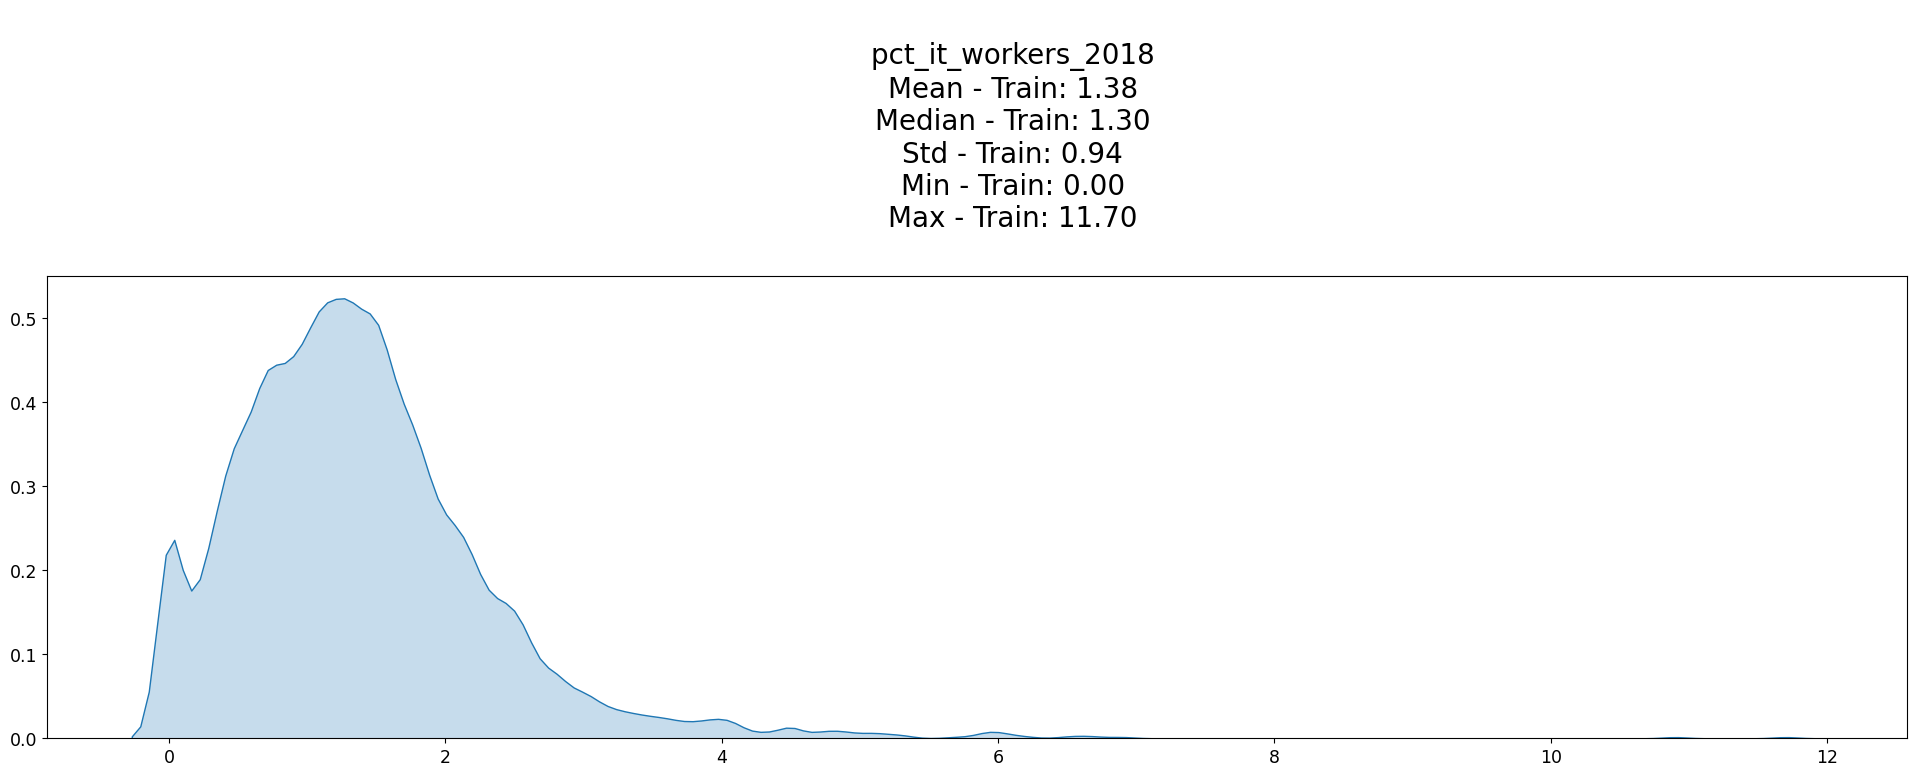 pct_it_workers_2018
Mean - Train: 1.38
Median - Train: 1.30
Std - Train: 0.94
Min - Train: 0.00
Max - Train: 11.70
0.5
0.4
0.3
0.2
0.1
0.0
0 2 4 6 8 10 12